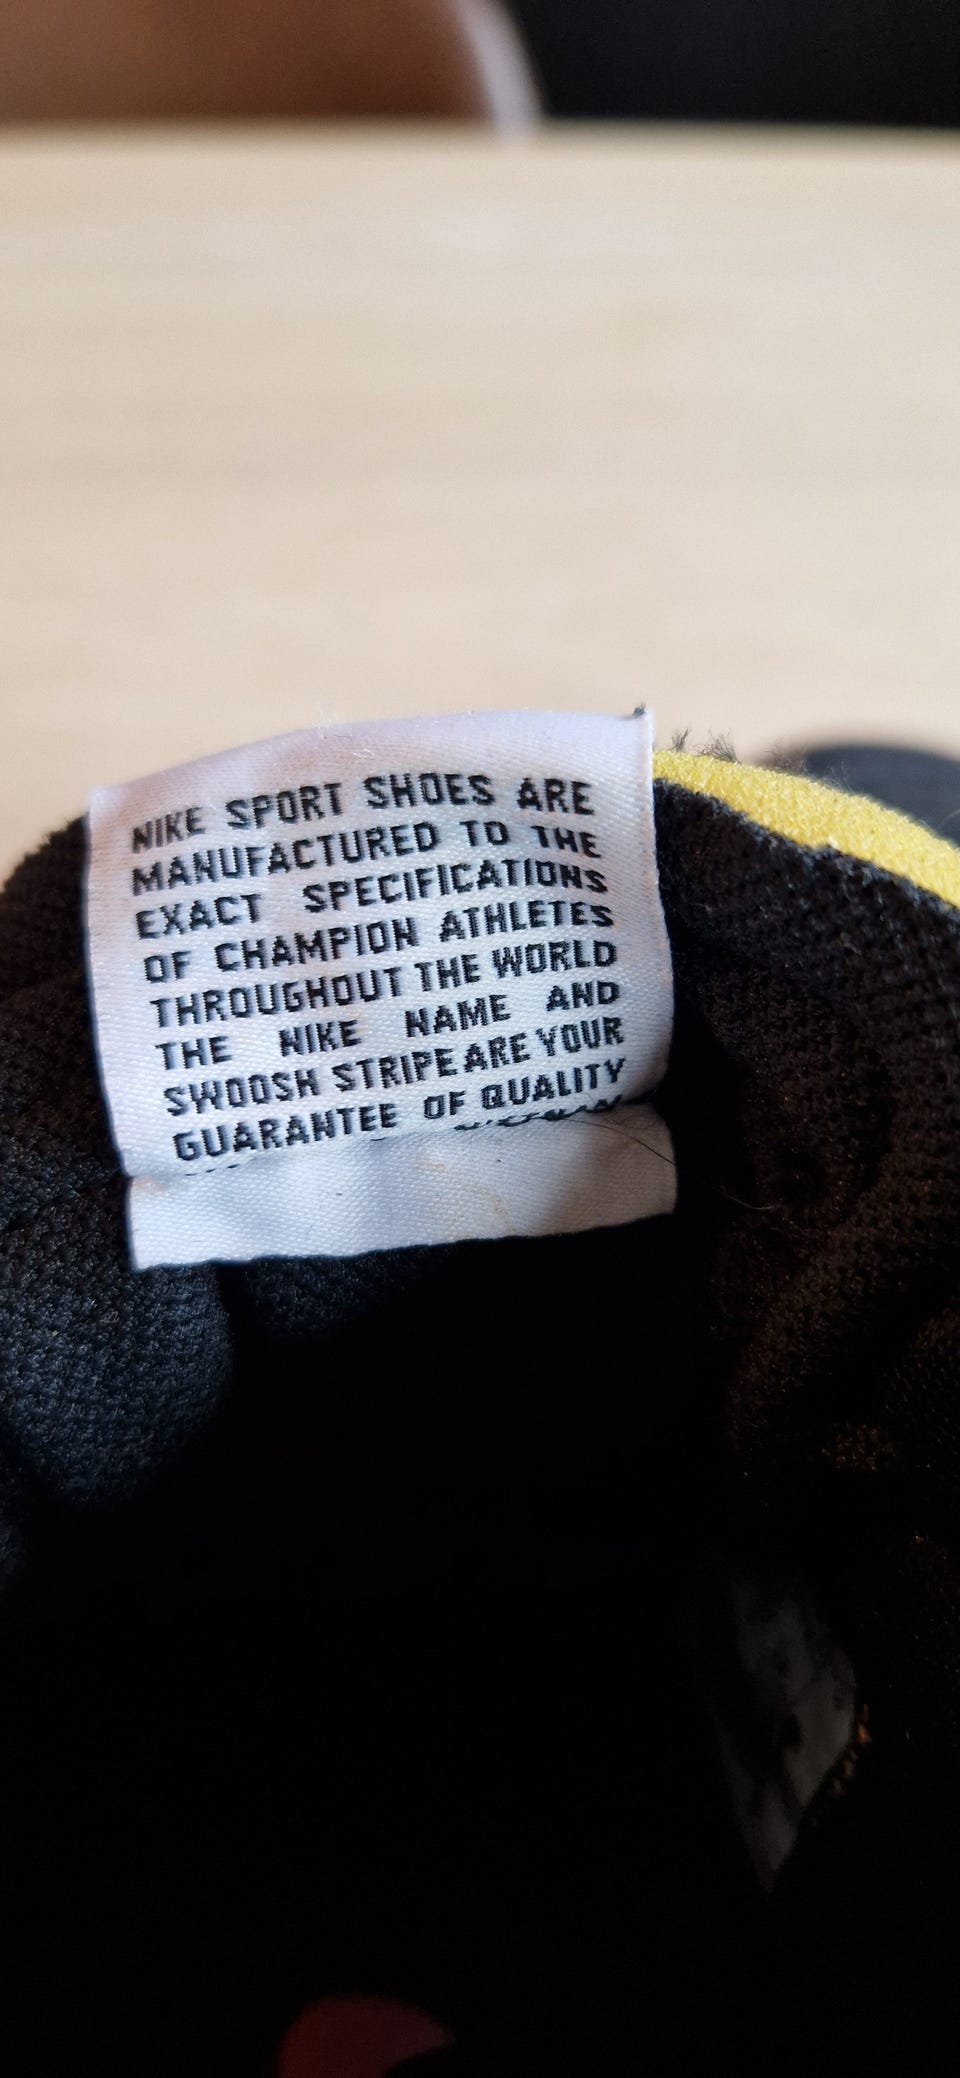 NIKE SPORT SHOES ARE
MANUFACTURED TO THE
EXACT SPECIFICATIONS
OF CHAMPION ATHLETES
THROUGHOUT THE WORLD
THE NIKE NAME AND
SWOOSH STRIPE ARE YOUR
GUARANTEE OF QUALITY